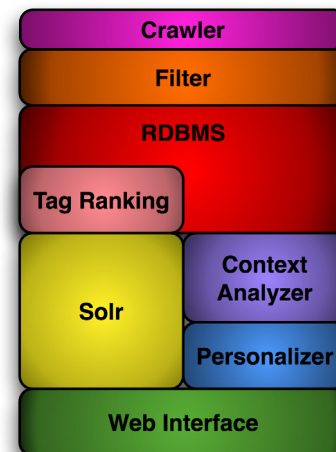 Crawler
Filter
RDBMS
Tag Ranking
Solr
Context
Analyzer
Personalizer
Web Interface